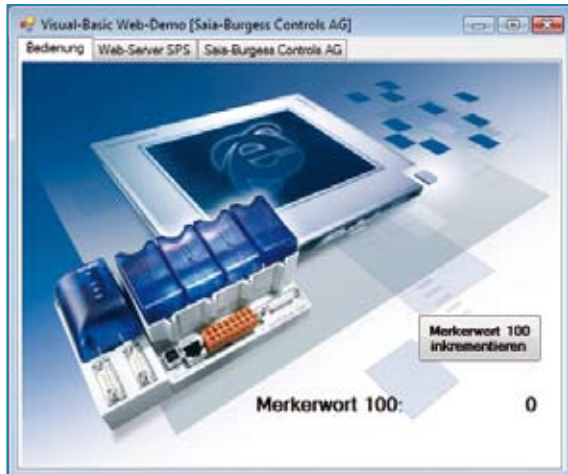 Visual-Basic Web-Demo [Saia-Burgess Controls AG]
Bedienung Web-Server SPS Saia-Burgess Controls AG
Merkerwort 100
inkrementieren
Merkerwort 100: 0